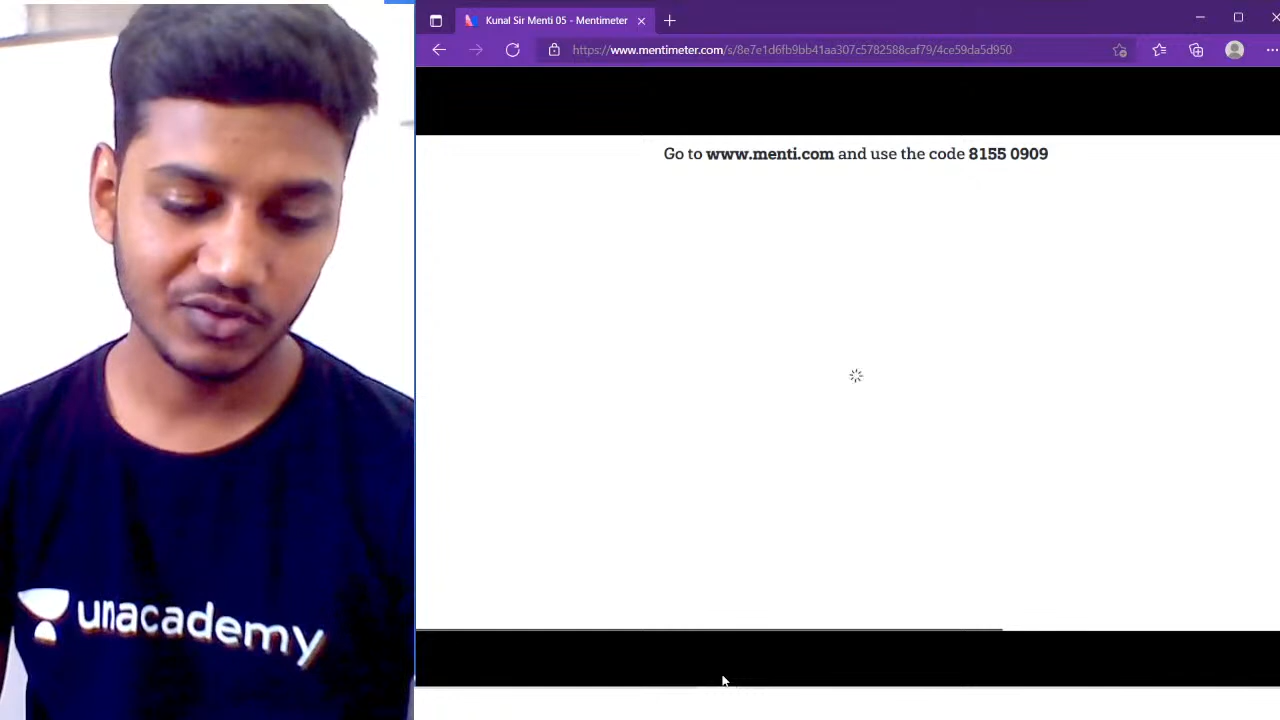 Kunal Sir Menti 05 - Mentimeter
https://www.mentimeter.com/s/8e7e1d6fb9bb41aa307c5782588caf79/4ce59da5d950
Go to www.menti.com and use the code 8155 0909
unacademy